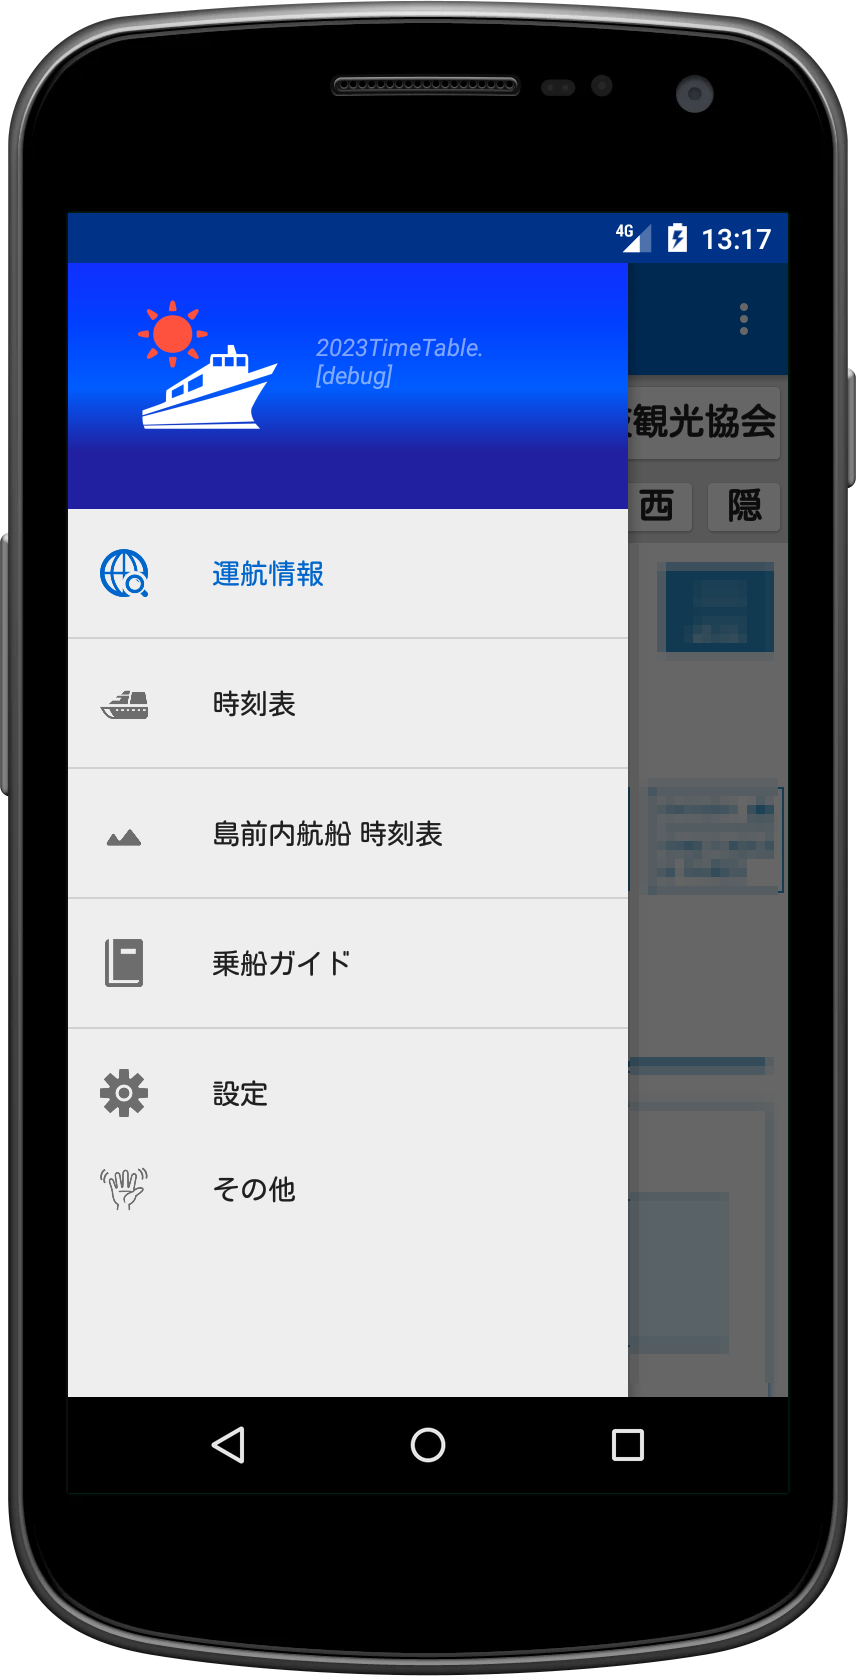 4G 13:17
2023TimeTable.
[debug]
観光協会
西 隠
運航情報
時刻表
島前内航船 時刻表
乗船ガイド
設定
その他